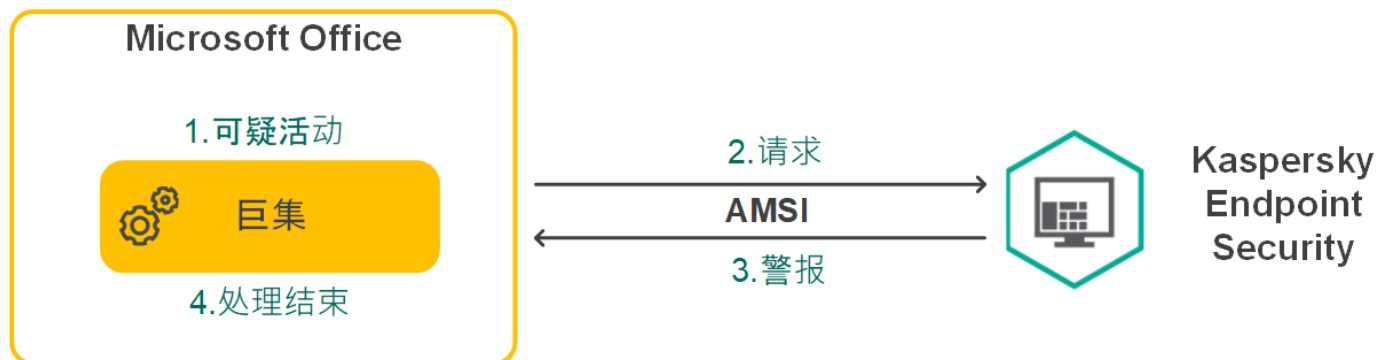 Microsoft Office
1.可疑活动
巨集
4.处理结束
2.请求
AMSI
3.警报
Kaspersky
Endpoint
Security